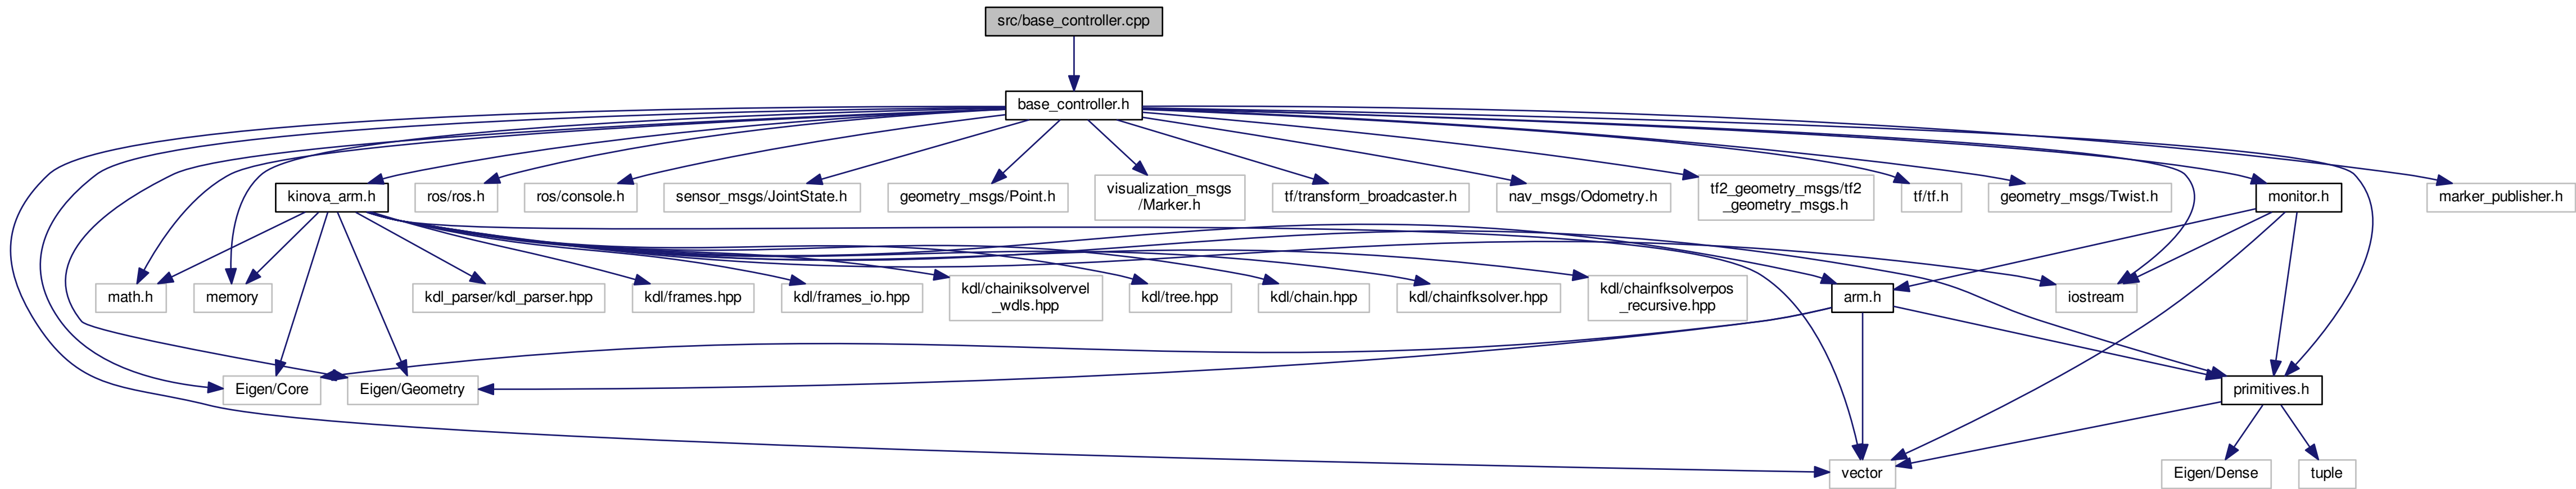 src/base_controller.cpp
base_controller.h
kinova_arm.h
ros/ros.h
ros/console.h
sensor_msgs/JointState.h
geometry_msgs/Point.h
visualization_msgs
/Marker.h
tf/transform_broadcaster.h
nav_msgs/Odometry.h
tf2_geometry_msgs/tf2
_geometry_msgs.h
tf/tf.h
geometry_msgs/Twist.h
monitor.h
marker_publisher.h
math.h
memory
kdl_parser/kdl_parser.hpp
kdl/frames.hpp
kdl/frames_io.hpp
kdl/chainiksolvervel
_wdls.hpp
kdl/tree.hpp
kdl/chain.hpp
kdl/chainfksolver.hpp
kdl/chainfksolverpos
_recursive.hpp
arm.h
iostream
Eigen/Core
Eigen/Geometry
primitives.h
vector
Eigen/Dense
tuple